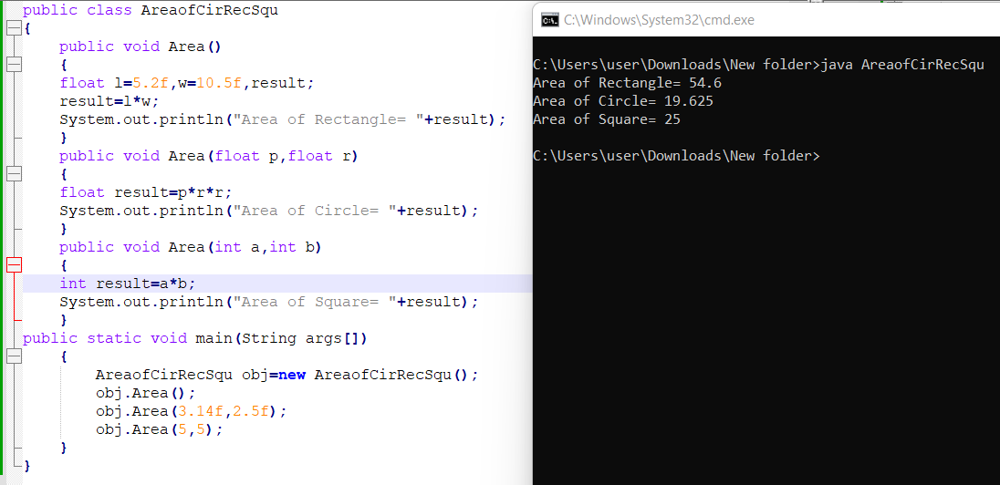 public class AreaofCirRecSqu
{
public void Area()
{
float l=5.2f,w=10.5f,result;
result=l*w;
System.out.println("Area of Rectangle= "+result);
}
public void Area(float p,float r)
{
float result=p*r*r;
System.out.println("Area of Circle= "+result);
}
public void Area(int a,int b)
{
int result=a*b;
System.out.println("Area of Square= "+result);
}
public static void main(String args[])
{
AreaofCirRecSqu obj=new AreaofCirRecSqu();
obj.Area();
obj.Area(3.14f,2.5f);
obj.Area(5,5);
}
}
C:\Windows\System32\cmd.exe
C:\Users\user\Downloads\New folder>java AreaofCirRecSqu
Area of Rectangle= 54.6
Area of Circle= 19.625
Area of Square= 25
C:\Users\user\Downloads\New folder>